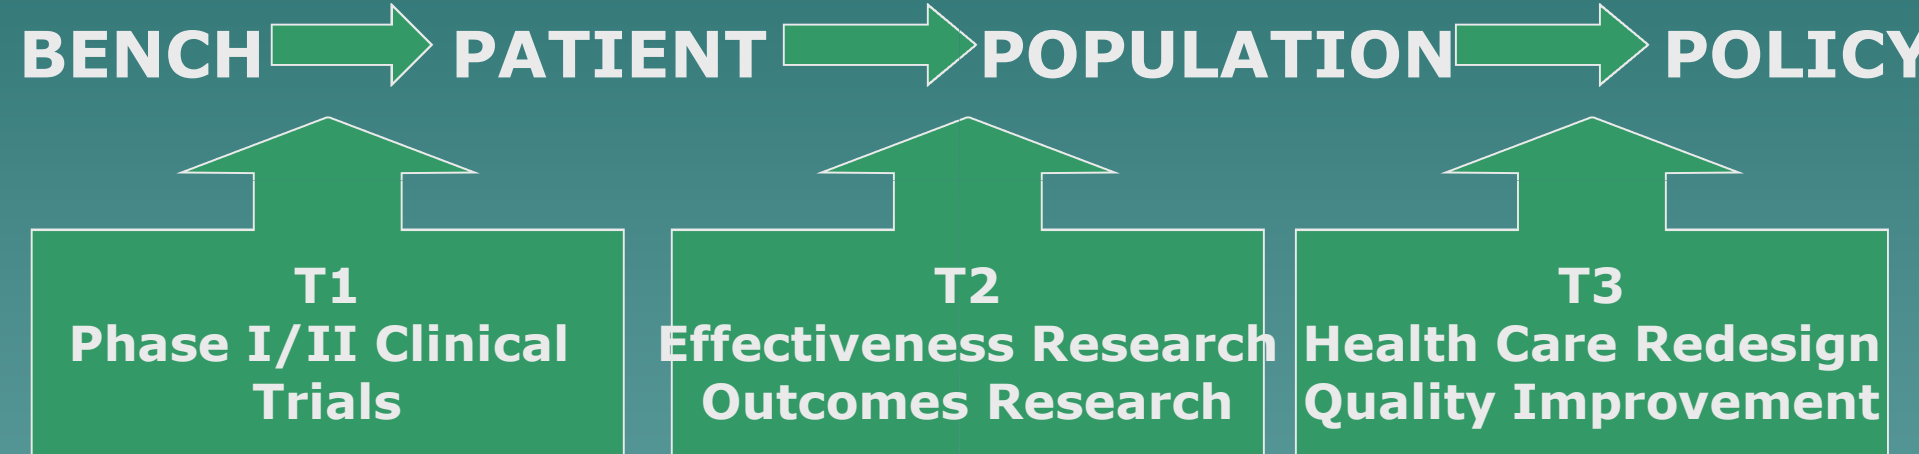 BENCH PATIENT POPULATION POLICY
T1
Phase I/II Clinical
Trials
T2
Effectiveness Research
Outcomes Research
T3
Health Care Redesign
Quality Improvement